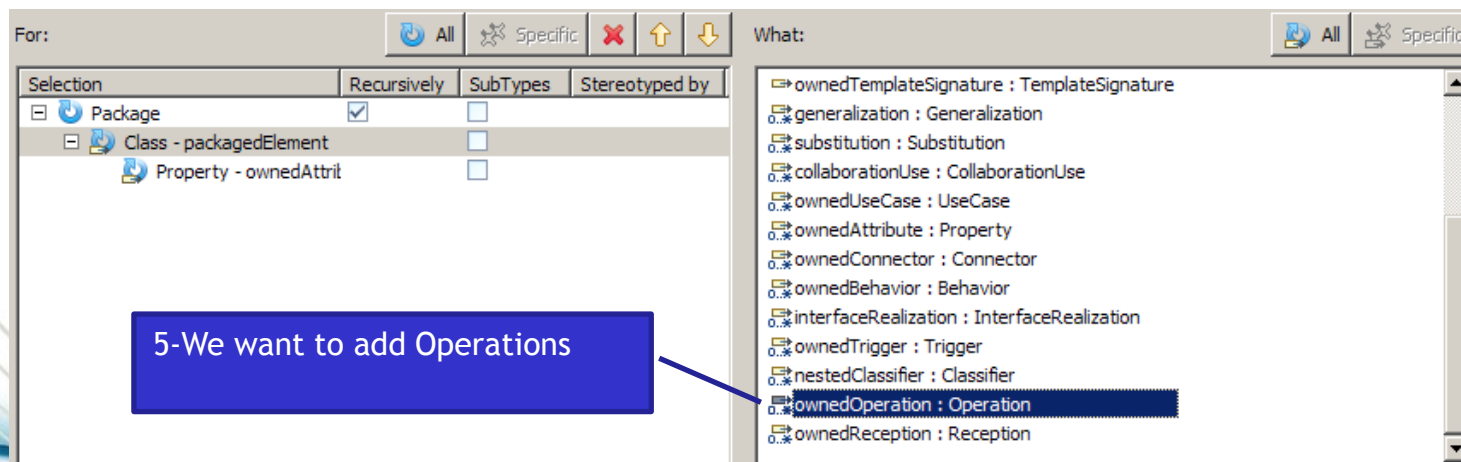 For:
All
Specific
What:
All
Specific
Selection
Recursively
SubTypes
Stereotyped by
Package
Class - packagedElement
Property - ownedAttrib
ownedTemplateSignature : TemplateSignature
generalization : Generalization
substitution : Substitution
collaborationUse : CollaborationUse
ownedUseCase : UseCase
ownedAttribute : Property
ownedConnector : Connector
ownedBehavior : Behavior
interfaceRealization : InterfaceRealization
ownedTrigger : Trigger
nestedClassifier : Classifier
ownedOperation : Operation
ownedReception : Reception
5-We want to add Operations